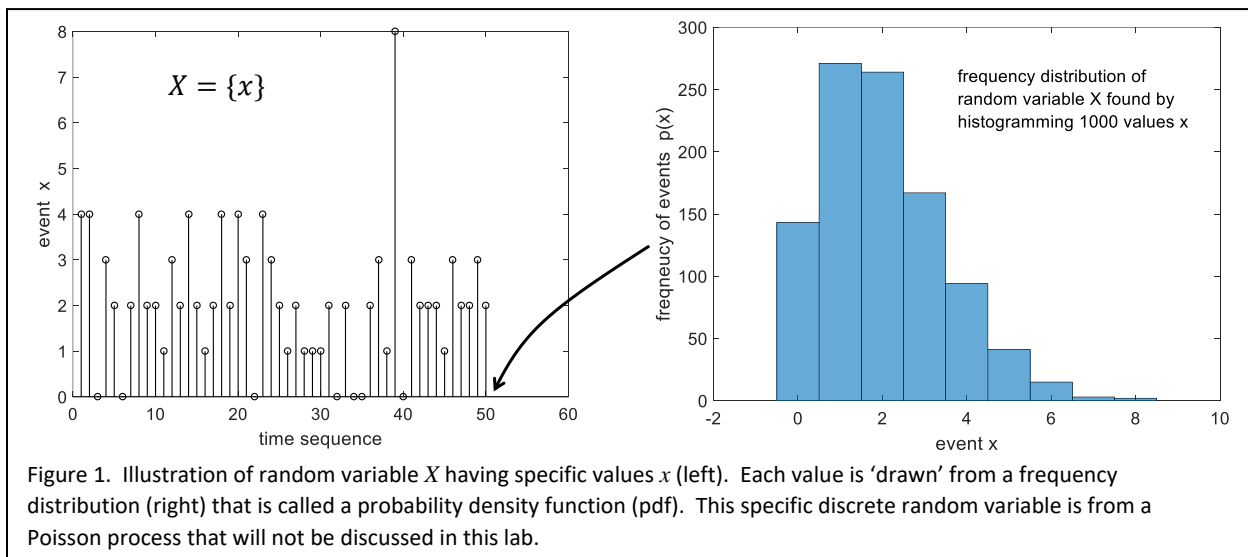 8
7
6
5
4
3
2
1
0
event x
X = {x}
0 10 20 30 40 50 60
time sequence
300
250
200
150
100
50
0
freqneucy of events p(x)
frequency distribution of
random variable X found by
histogramming 1000 values x
-2 0 2 4 6 8 10
event x
Figure 1. Illustration of random variable X having specific values x (left). Each value is ‘drawn’ from a frequency
distribution (right) that is called a probability density function (pdf). This specific discrete random variable is from a
Poisson process that will not be discussed in this lab.